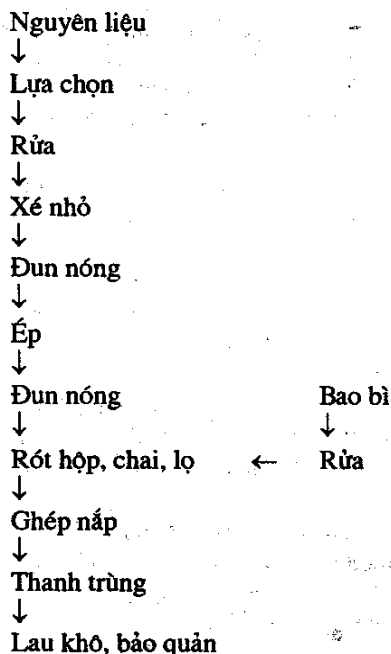 Nguyên liệu
↓
Lựa chọn
↓
Rửa
↓
Xé nhỏ
↓
Đun nóng
↓
Ép
↓
Đun nóng Bao bì
↓ ↓
Rót hộp, chai, lọ ← Rửa
↓
Ghép nắp
↓
Thanh trùng
↓
Lau khô, bảo quản